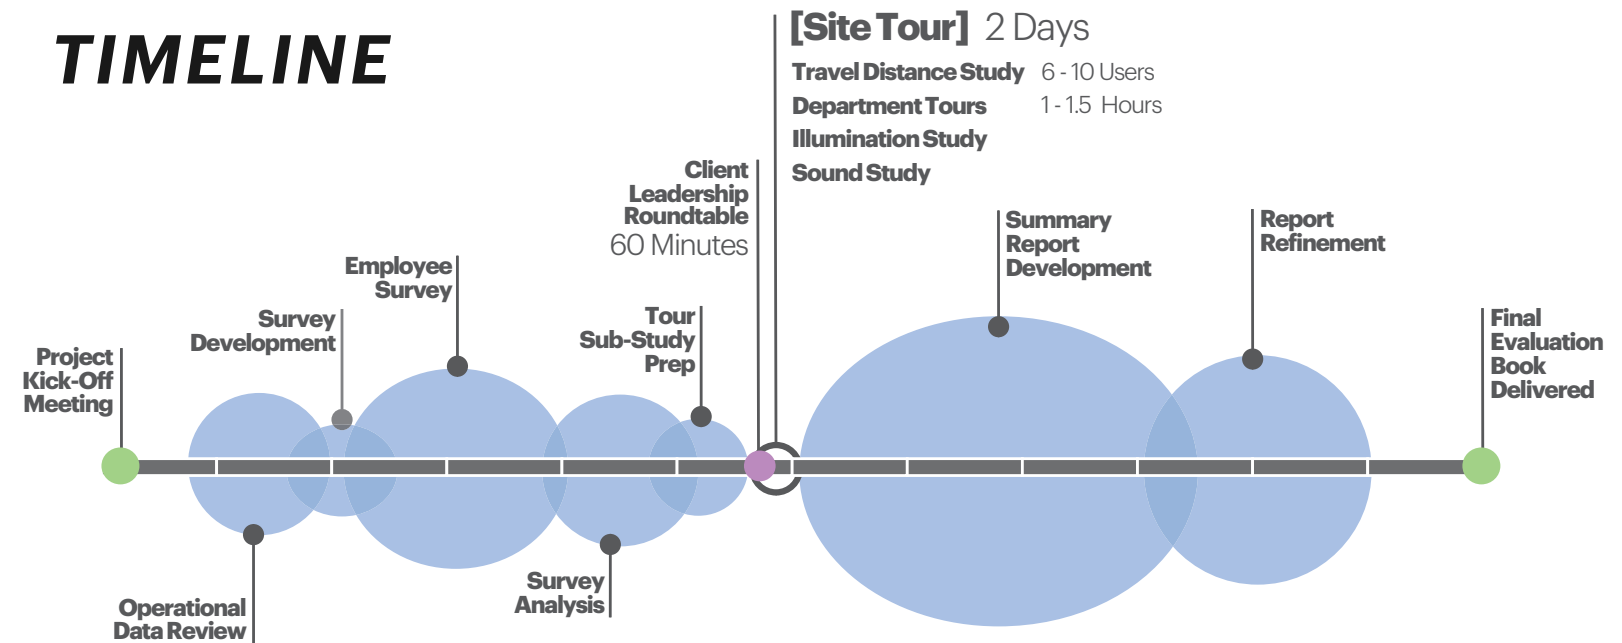 TIMELINE
[Site Tour] 2 Days
Travel Distance Study 6 - 10 Users
Department Tours 1 - 1.5 Hours
Illumination Study
Sound Study
Client
Leadership
Roundtable
60 Minutes
Summary
Report
Development
Report
Refinement
Employee
Survey
Survey
Development
Tour
Sub-Study
Prep
Final
Evaluation
Book
Delivered
Project
Kick-Off
Meeting
Survey
Analysis
Operational
Data Review